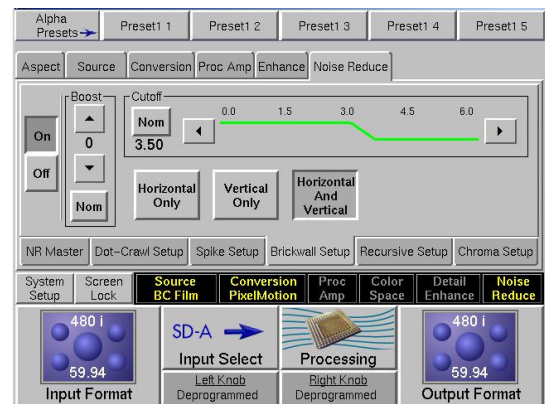 Alpha Presets Preset1 1 Preset1 2 Preset1 3 Preset1 4 Preset1 5
Aspect Source Conversion Proc Amp Enhance Noise Reduce
Boost Cutoff
0.0 1.5 3.0 4.5 6.0
On 0 Nom
3.50
Off
Nom
Horizontal Only Vertical Only Horizontal And Vertical
NR Master Dot-Crawl Setup Spike Setup Brickwall Setup Recursive Setup Chroma Setup
System Setup Screen Lock Source BC Film Conversion PixelMotion Proc Amp Color Space Detail Enhance Noise Reduce
480 i
59.94
Input Format
SD-A
Input Select
Left Knob
Deprogrammed
Processing
Right Knob
Deprogrammed
480 i
59.94
Output Format